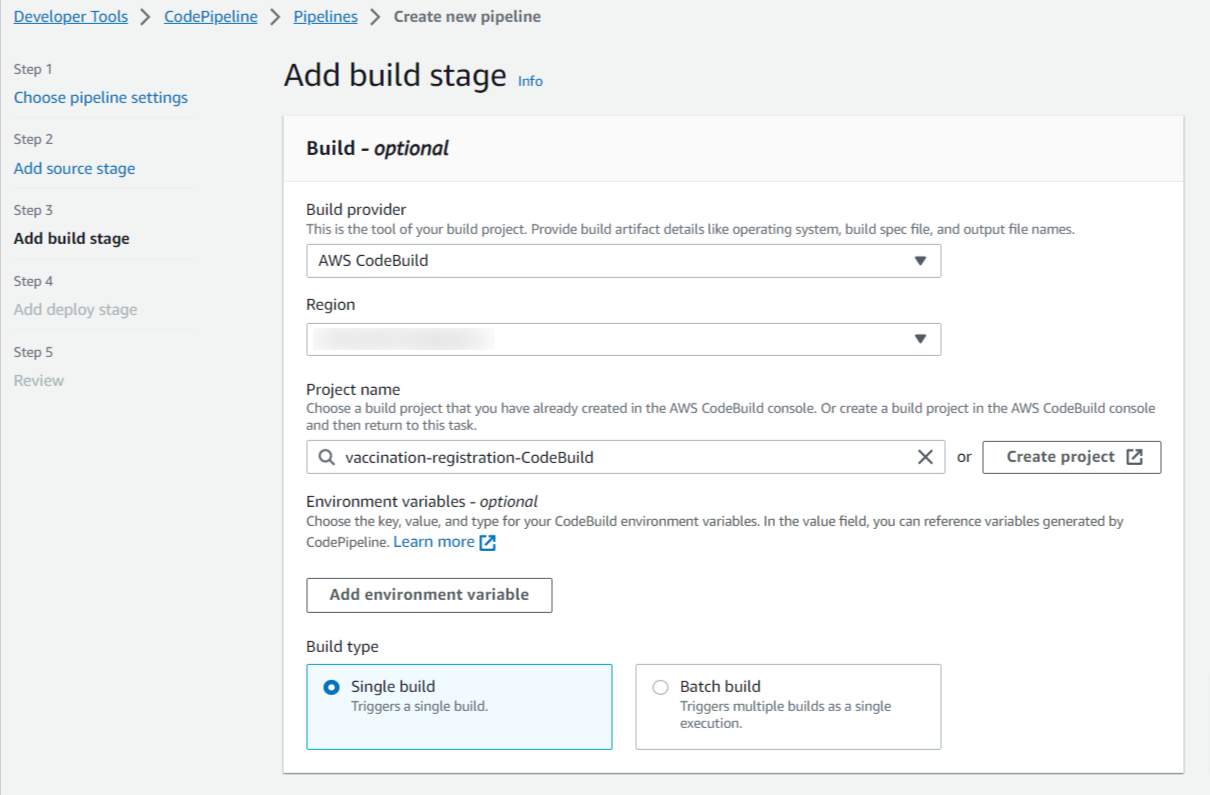 Developer Tools > CodePipeline > Pipelines > Create new pipeline
Step 1
Choose pipeline settings
Step 2
Add source stage
Step 3
Add build stage
Step 4
Add deploy stage
Step 5
Review
Add build stage Info
Build - optional
Build provider
This is the tool of your build project. Provide build artifact details like operating system, build spec file, and output file names.
AWS CodeBuild
Region
Project name
Choose a build project that you have already created in the AWS CodeBuild console. Or create a build project in the AWS CodeBuild console
and then return to this task.
vaccination-registration-CodeBuild or Create project
Environment variables - optional
Choose the key, value, and type for your CodeBuild environment variables. In the value field, you can reference variables generated by
CodePipeline. Learn more
Add environment variable
Build type
Single build
Triggers a single build.
Batch build
Triggers multiple builds as a single
execution.